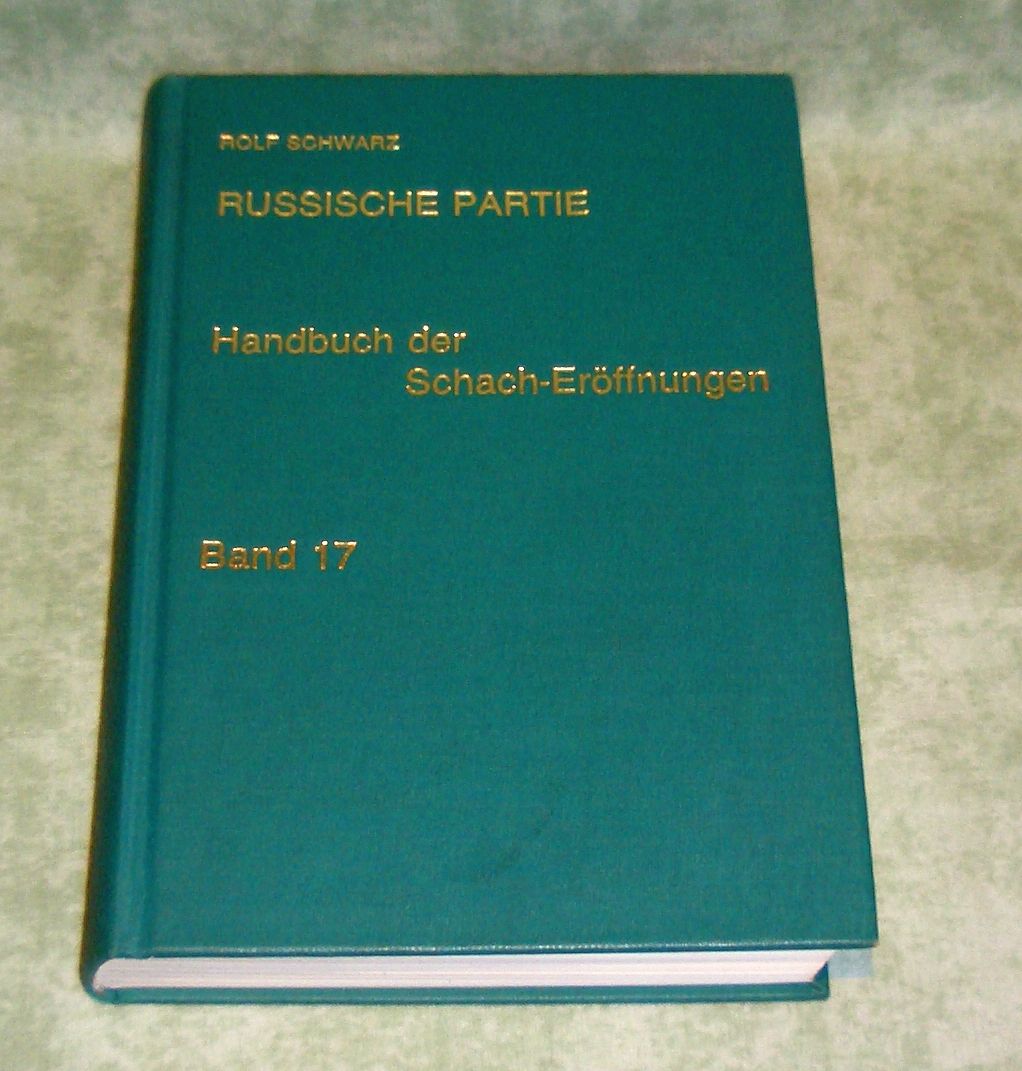 ROLF SCHWARZ
RUSSISCHE PARTIE
Handbuch der
Schach-Eröffnungen
Band 17